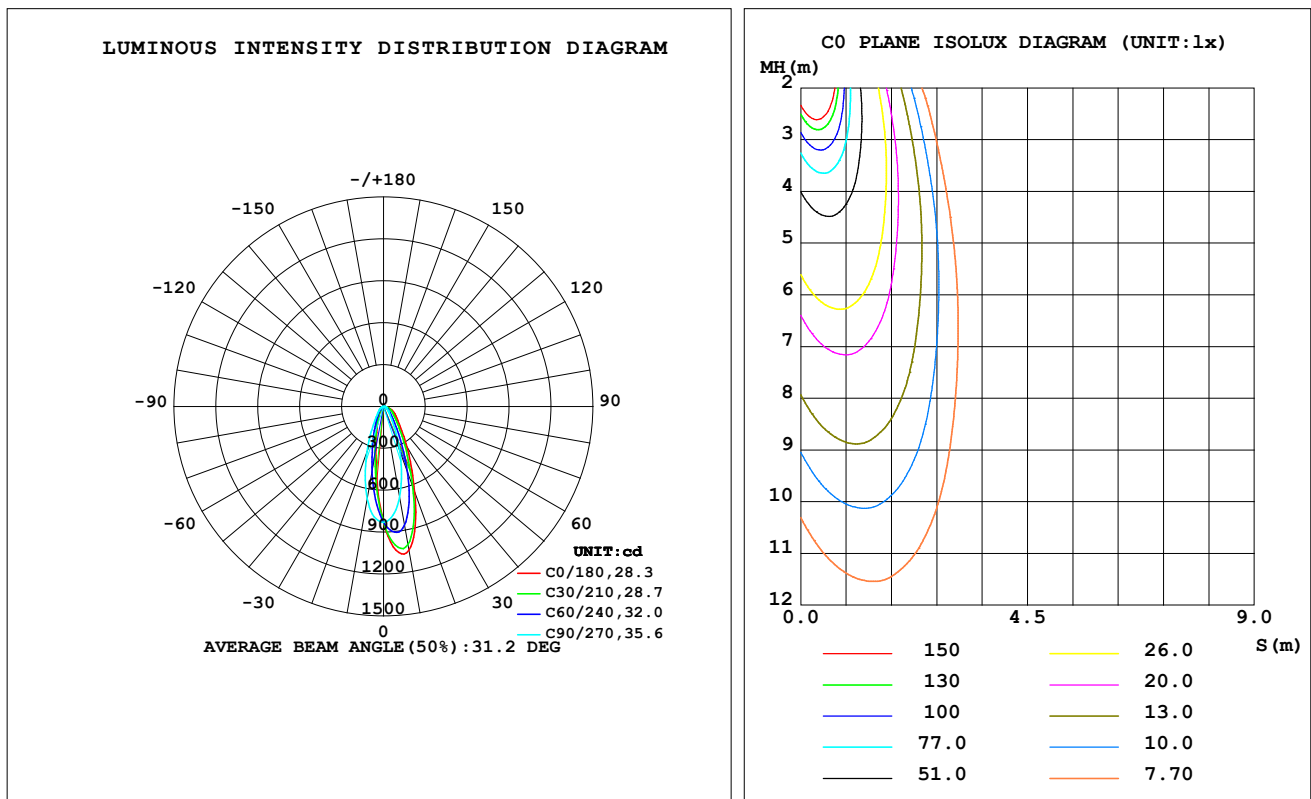 LUMINOUS INTENSITY DISTRIBUTION DIAGRAM
-/+180
-150 150
-120 120
-90 90
-60 60
-30 30
0
0
300
600
900
1200
1500
UNIT:cd
C0/180,28.3
C30/210,28.7
C60/240,32.0
C90/270,35.6
AVERAGE BEAM ANGLE(50%):31.2 DEG
C0 PLANE ISOLUX DIAGRAM (UNIT:lx)
MH(m)
2
3
4
5
6
7
8
9
10
11
12
0.0 4.5 9.0
S(m)
150 26.0
130 20.0
100 13.0
77.0 10.0
51.0 7.70